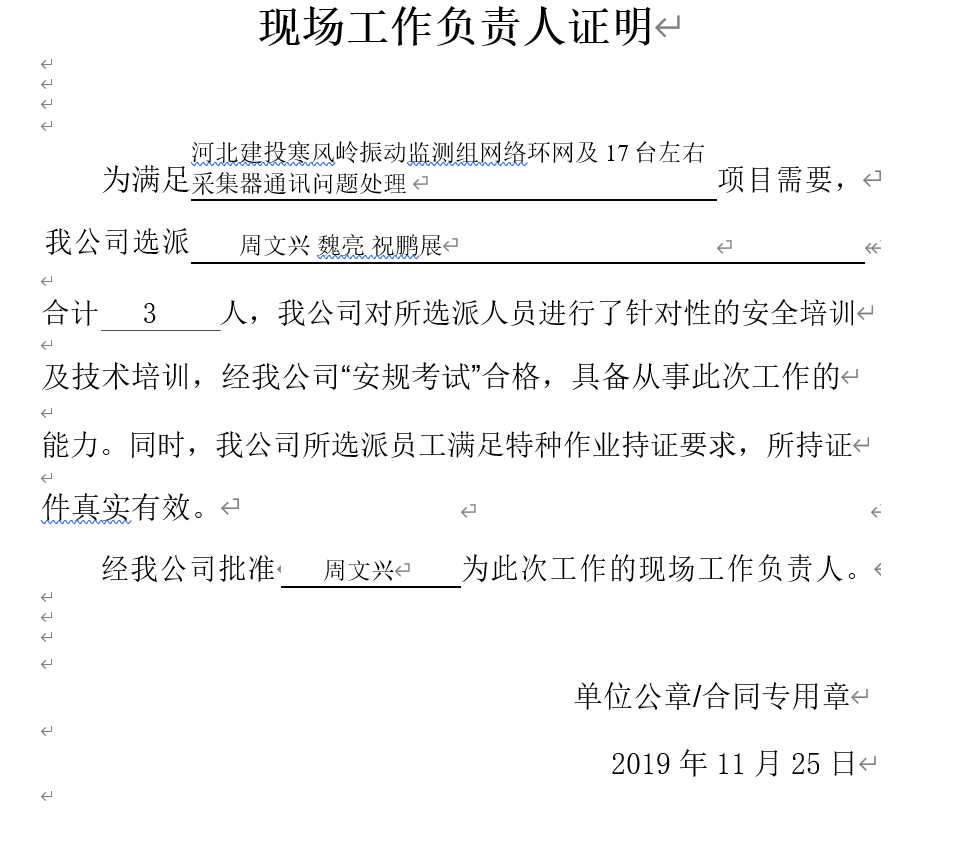 现场工作负责人证明
河北建投寒风岭振动监测组网络环网及 17 台左右
为满足采集器通讯问题处理 项目需要，
我公司选派 周文兴 魏亮 祝鹏展
合计 3 人，我公司对所选派人员进行了针对性的安全培训
及技术培训，经我公司“安规考试”合格，具备从事此次工作的
能力。同时，我公司所选派员工满足特种作业持证要求，所持证
件真实有效。
经我公司批准 周文兴 为此次工作的现场工作负责人。
单位公章/合同专用章
2019 年 11 月 25 日